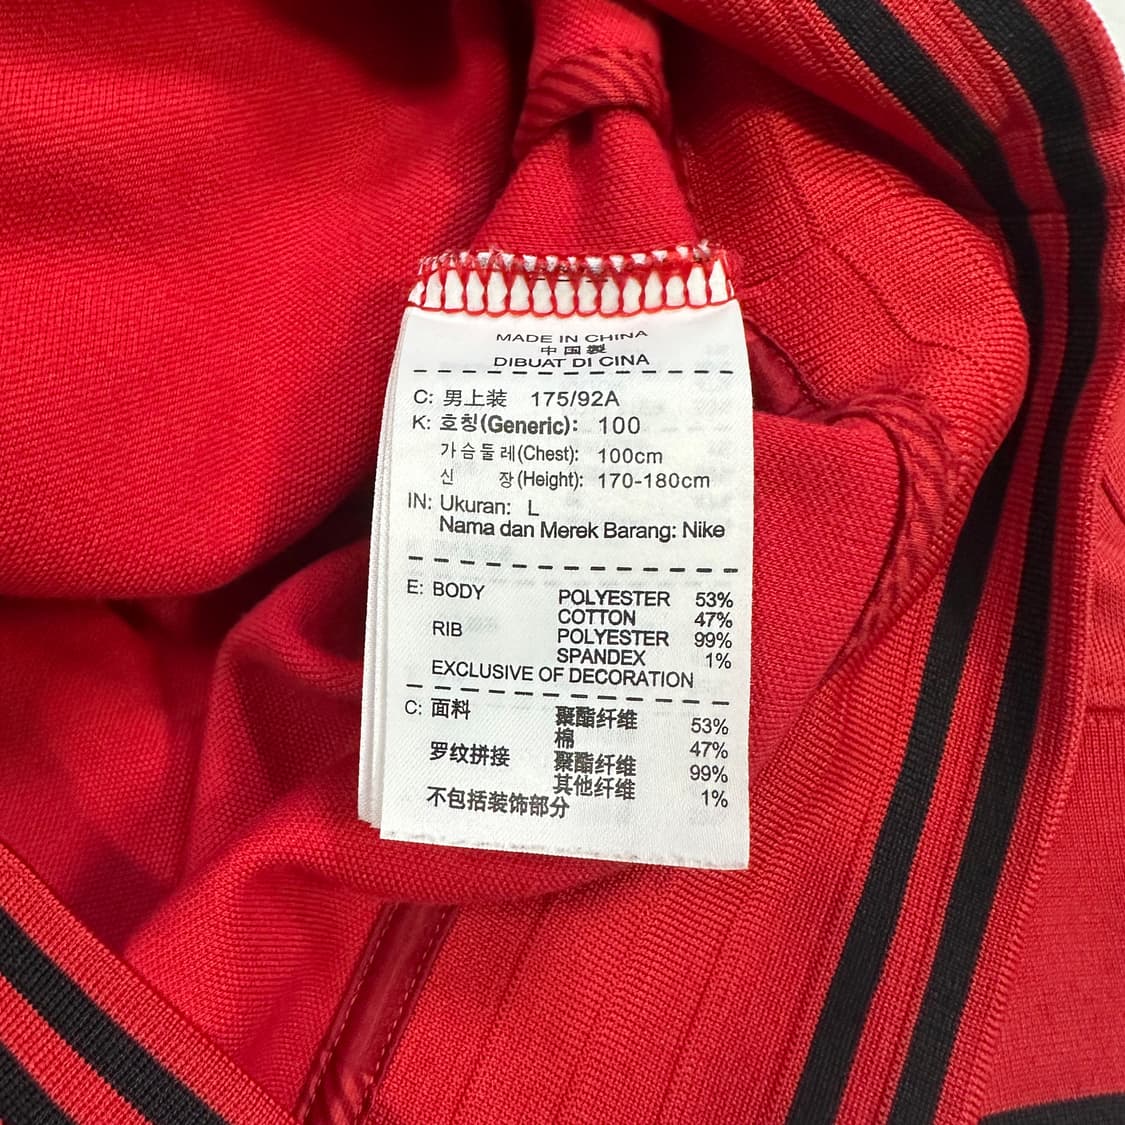 MADE IN CHINA
中国製
DIBUAT DI CINA
C: 男上装 175/92A
K: 호칭(Generic): 100
가슴둘레(Chest): 100cm
신 장(Height): 170-180cm
IN: Ukuran: L
Nama dan Merek Barang: Nike
E: BODY POLYESTER 53%
COTTON 47%
RIB POLYESTER 99%
SPANDEX 1%
EXCLUSIVE OF DECORATION
C: 面料 聚酯纤维 53%
棉 47%
罗纹拼接 聚酯纤维 99%
其他纤维 1%
不包括装饰部分